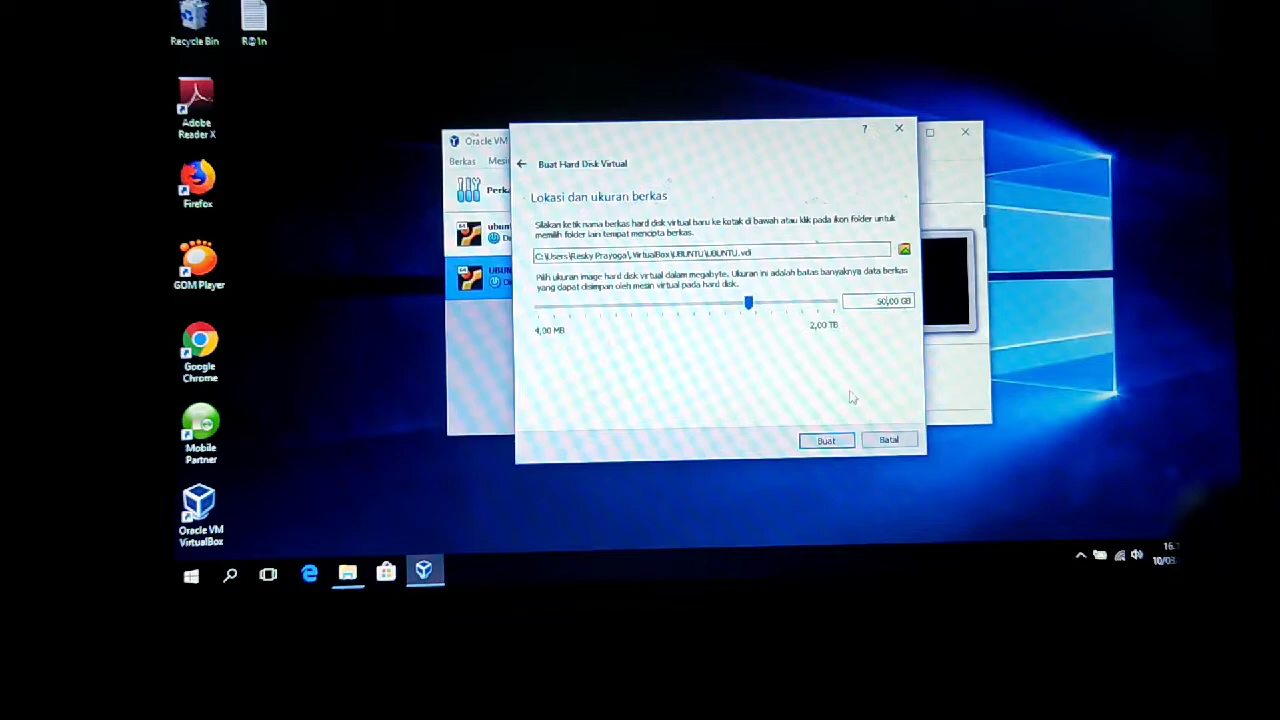 Recycle Bin
Adobe
Reader X
Firefox
GOM Player
Google
Chrome
Mobile
Partner
Oracle VM
VirtualBox
Oracle VM
Berkas
?
Buat Hard Disk Virtual
Lokasi dan ukuran berkas
Silakan ketik nama berkas hard disk virtual baru ke kotak di bawah atau klik pada ikon folder untuk
memilih folder lain tempat mencipta berkas.
Pilih ukuran image hard disk virtual dalam megabyte. Ukuran ini adalah batas banyaknya data berkas
yang dapat disimpan oleh mesin virtual pada hard disk.
50,00 GB
4,00 MB
2,00 TB
Buat
Batal